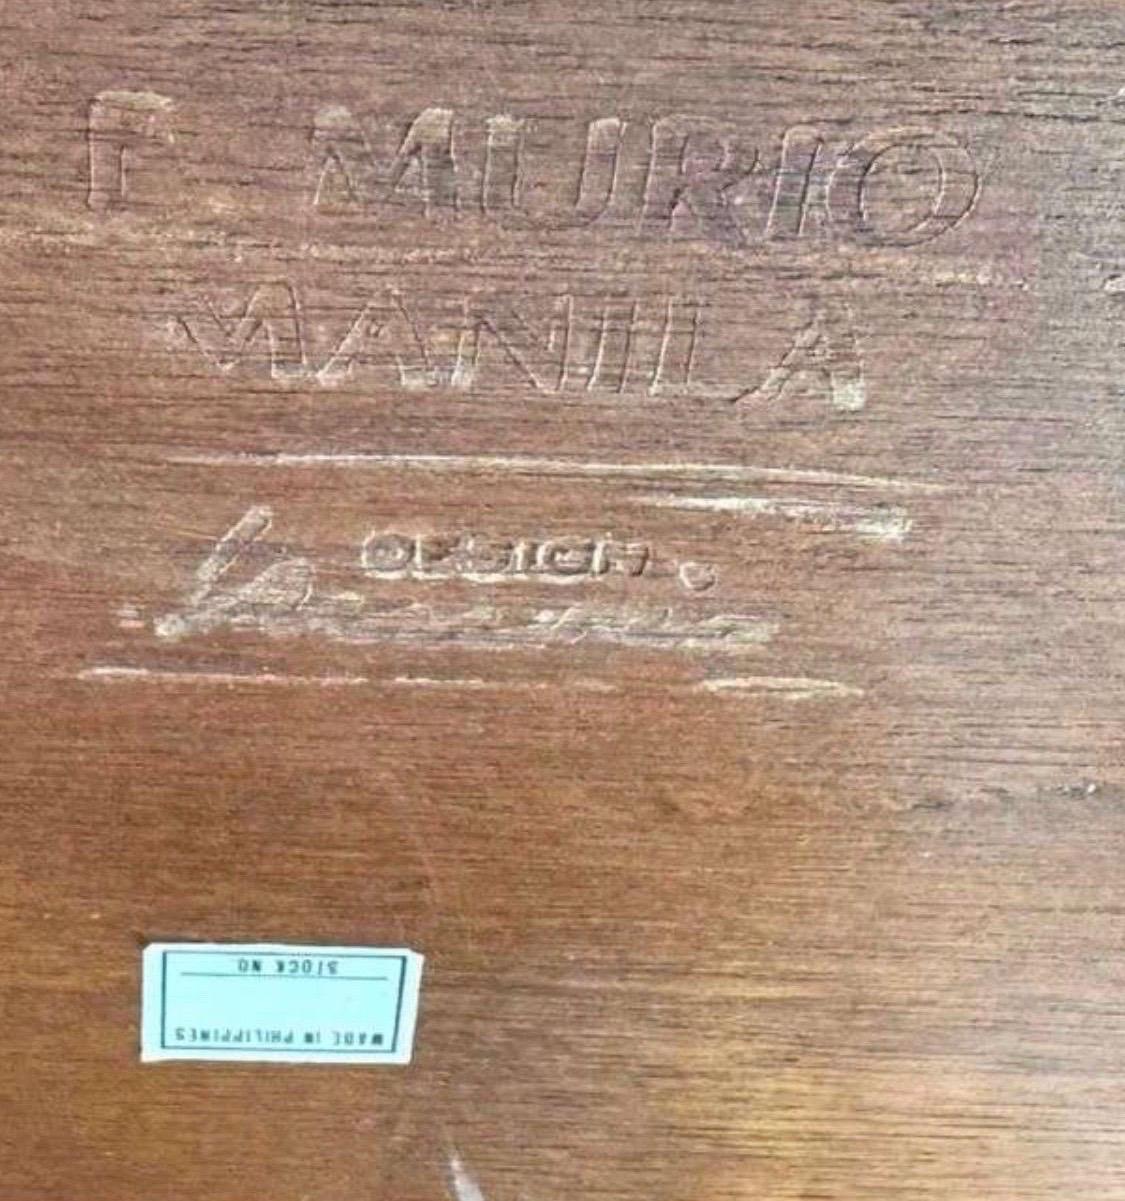 F MURIO
MANILA
DESIGN
STOCK NO.
MADE IN PHILIPPINES